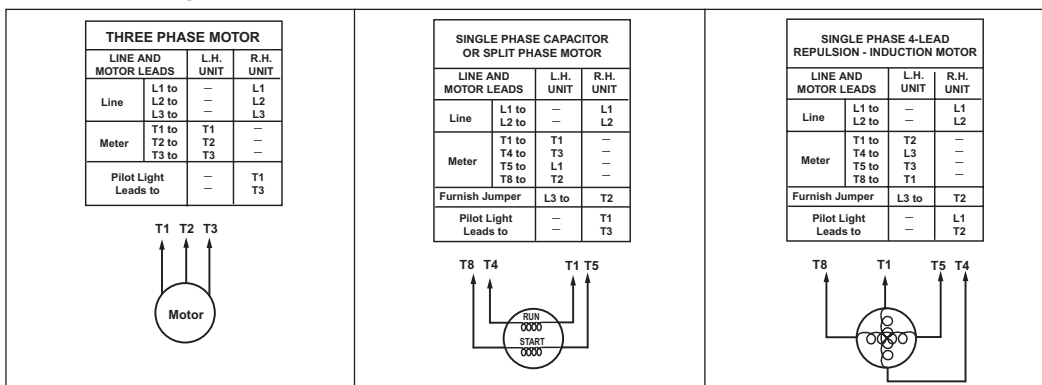 THREE PHASE MOTOR
LINE AND MOTOR LEADS L.H. UNIT R.H. UNIT
Line L1 to – L1
L2 to – L2
L3 to – L3
Meter T1 to T1 –
T2 to T2 –
T3 to T3 –
Pilot Light Leads to – T1
– T3
T1 T2 T3
Motor
SINGLE PHASE CAPACITOR
OR SPLIT PHASE MOTOR
LINE AND MOTOR LEADS L.H. UNIT R.H. UNIT
Line L1 to – L1
L2 to – L2
Meter T1 to T1 –
T4 to T3 –
T5 to L1 –
T8 to T2 –
Furnish Jumper L3 to T2
Pilot Light Leads to – T1
– T3
T8 T4 T1 T5
RUN
START
SINGLE PHASE 4-LEAD
REPULSION - INDUCTION MOTOR
LINE AND MOTOR LEADS L.H. UNIT R.H. UNIT
Line L1 to – L1
L2 to – L2
Meter T1 to T2 –
T4 to L3 –
T5 to T3 –
T8 to T1 –
Furnish Jumper L3 to T2
Pilot Light Leads to – L1
– T2
T8 T1 T5 T4